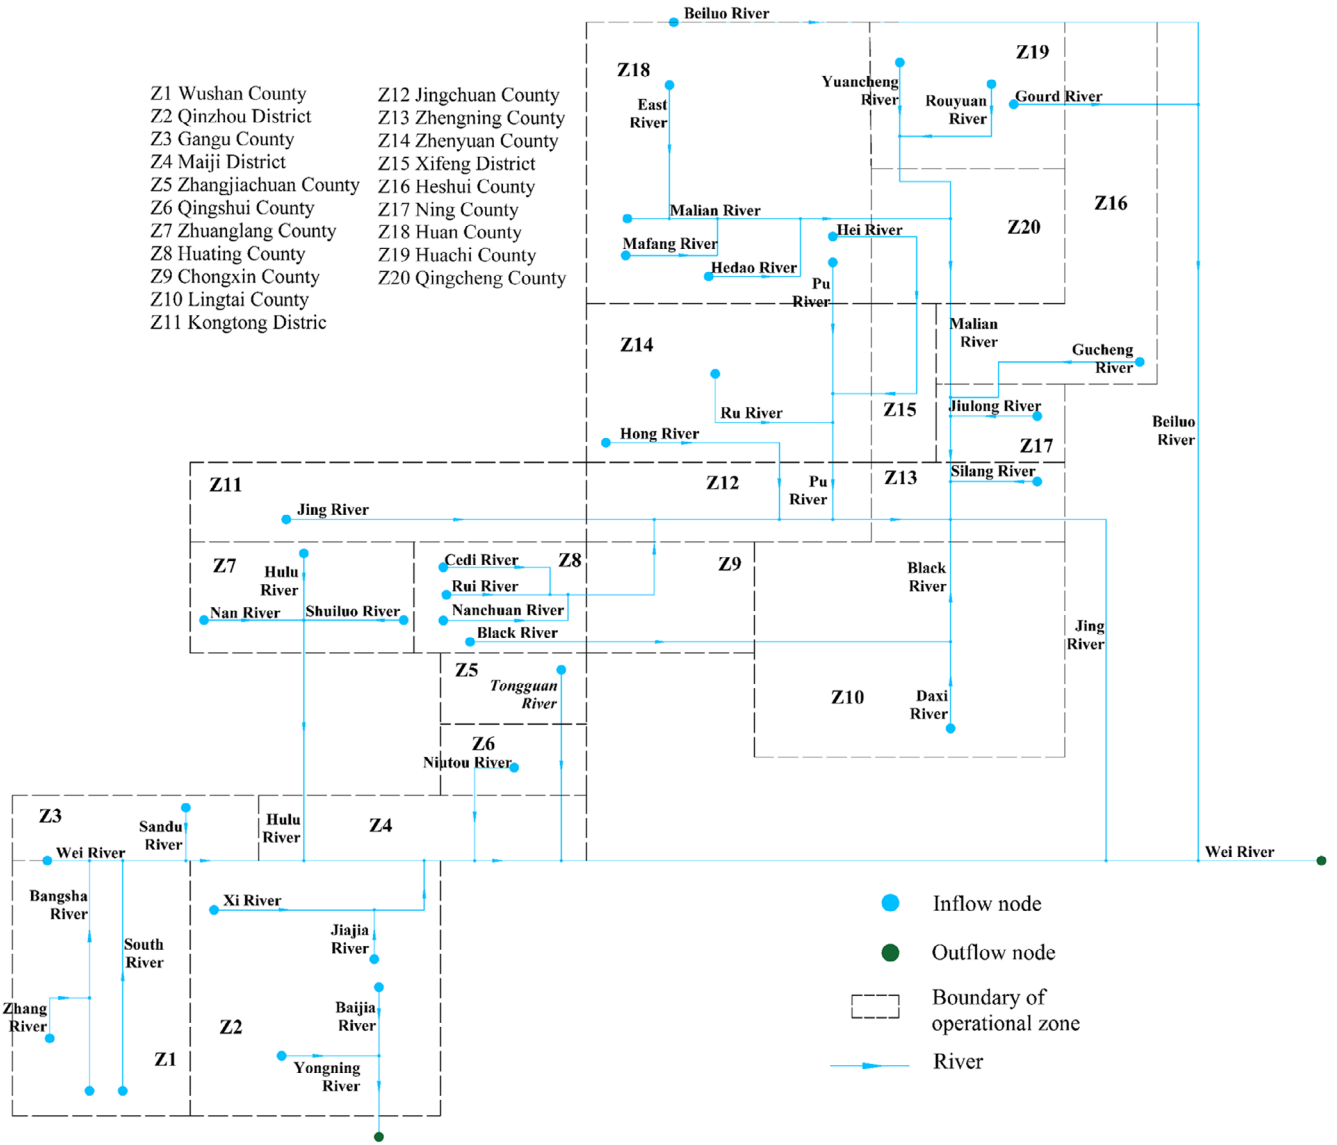 Beiluo River
Z18
Z19
Yuancheng
River
Rouyuan
River
Gourd River
East
River
Z1 Wushan County
Z2 Qinzhou District
Z3 Gangu County
Z4 Maiji District
Z5 Zhangjiachuan County
Z6 Qingshui County
Z7 Zhuanglang County
Z8 Huating County
Z9 Chongxin County
Z10 Lingtai County
Z11 Kongtong Distric
Z12 Jingchuan County
Z13 Zhengning County
Z14 Zhenyuan County
Z15 Xifeng District
Z16 Heshui County
Z17 Ning County
Z18 Huan County
Z19 Huachi County
Z20 Qingcheng County
Z16
Z20
Malian River
Hei River
Mafang River
Hedao River
Pu
River
Malian
River
Z14
Gucheng
River
Ru River
Z15
Jiulong River
Beiluo
River
Hong River
Z17
Z11
Z12
Pu
River
Z13
Silang River
Jing River
Z7
Hulu
River
Cedi River
Z8
Z9
Black
River
Rui River
Nan River
Shuiluo River
Nanchuan River
Black River
Jing
River
Z5
Tongguan
River
Z10
Daxi
River
Z6
Niutou River
Z3
Sandu
River
Hulu
River
Z4
Wei River
Wei River
Bangsha
River
Xi River
Jiajia
River
South
River
Zhang
River
Z2
Baijia
River
Z1
Yongning
River
Inflow node
Outflow node
Boundary of
operational zone
River